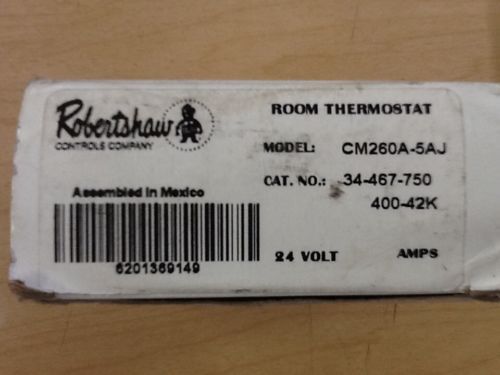 Robertshaw
CONTROLS COMPANY
Assembled in Mexico
6201369149
ROOM THERMOSTAT
MODEL: CM260A-5AJ
CAT. NO.: 34-467-750
400-42K
24 VOLT AMPS